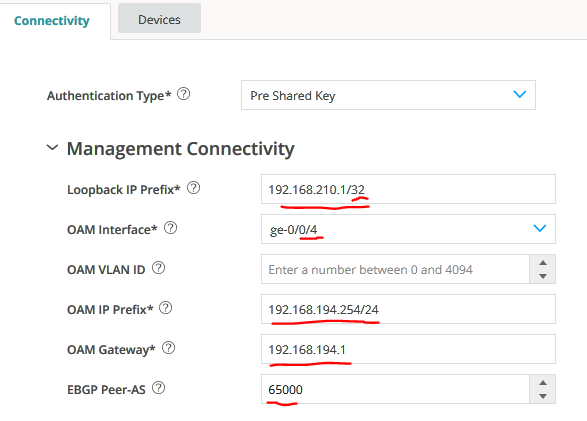 Connectivity
Devices
Authentication Type* ?
Pre Shared Key
Management Connectivity
Loopback IP Prefix* ?
192.168.210.1/32
OAM Interface* ?
ge-0/0/4
OAM VLAN ID ?
Enter a number between 0 and 4094
OAM IP Prefix* ?
192.168.194.254/24
OAM Gateway* ?
192.168.194.1
EBGP Peer-AS ?
65000